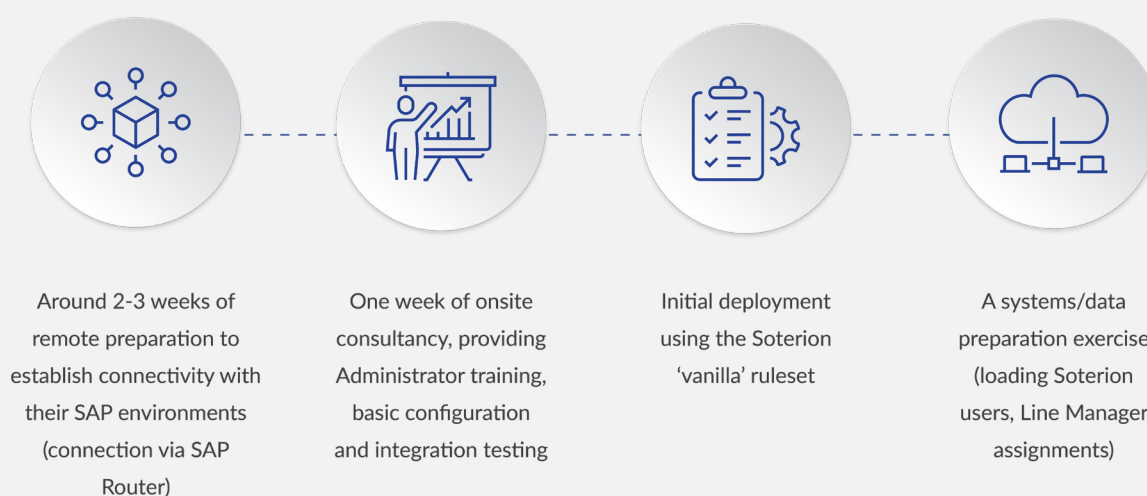 Around 2-3 weeks of
remote preparation to
establish connectivity with
their SAP environments
(connection via SAP
Router)
One week of onsite
consultancy, providing
Administrator training,
basic configuration
and integration testing
Initial deployment
using the Soterion
‘vanilla’ ruleset
A systems/data
preparation exercise
(loading Soterion
users, Line Manager
assignments)